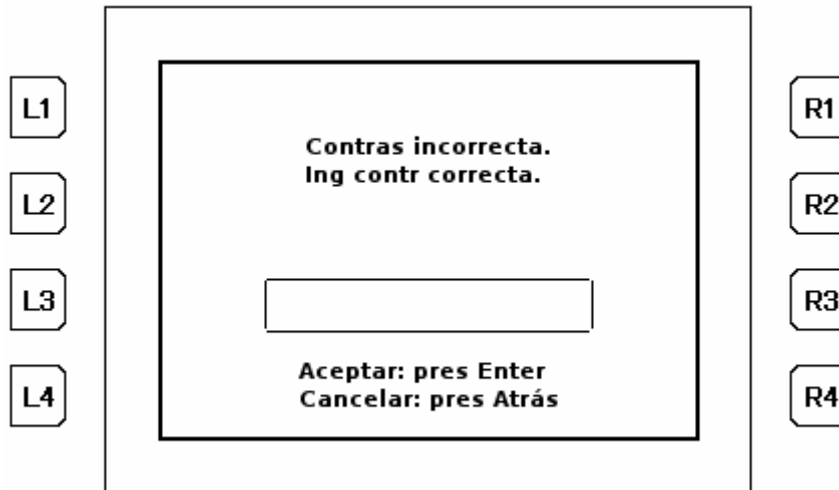 L1
R1
Contras incorrecta.
Ing contr correcta.
L2
R2
L3
R3
Aceptar: pres Enter
Cancelar: pres Atrás
L4
R4